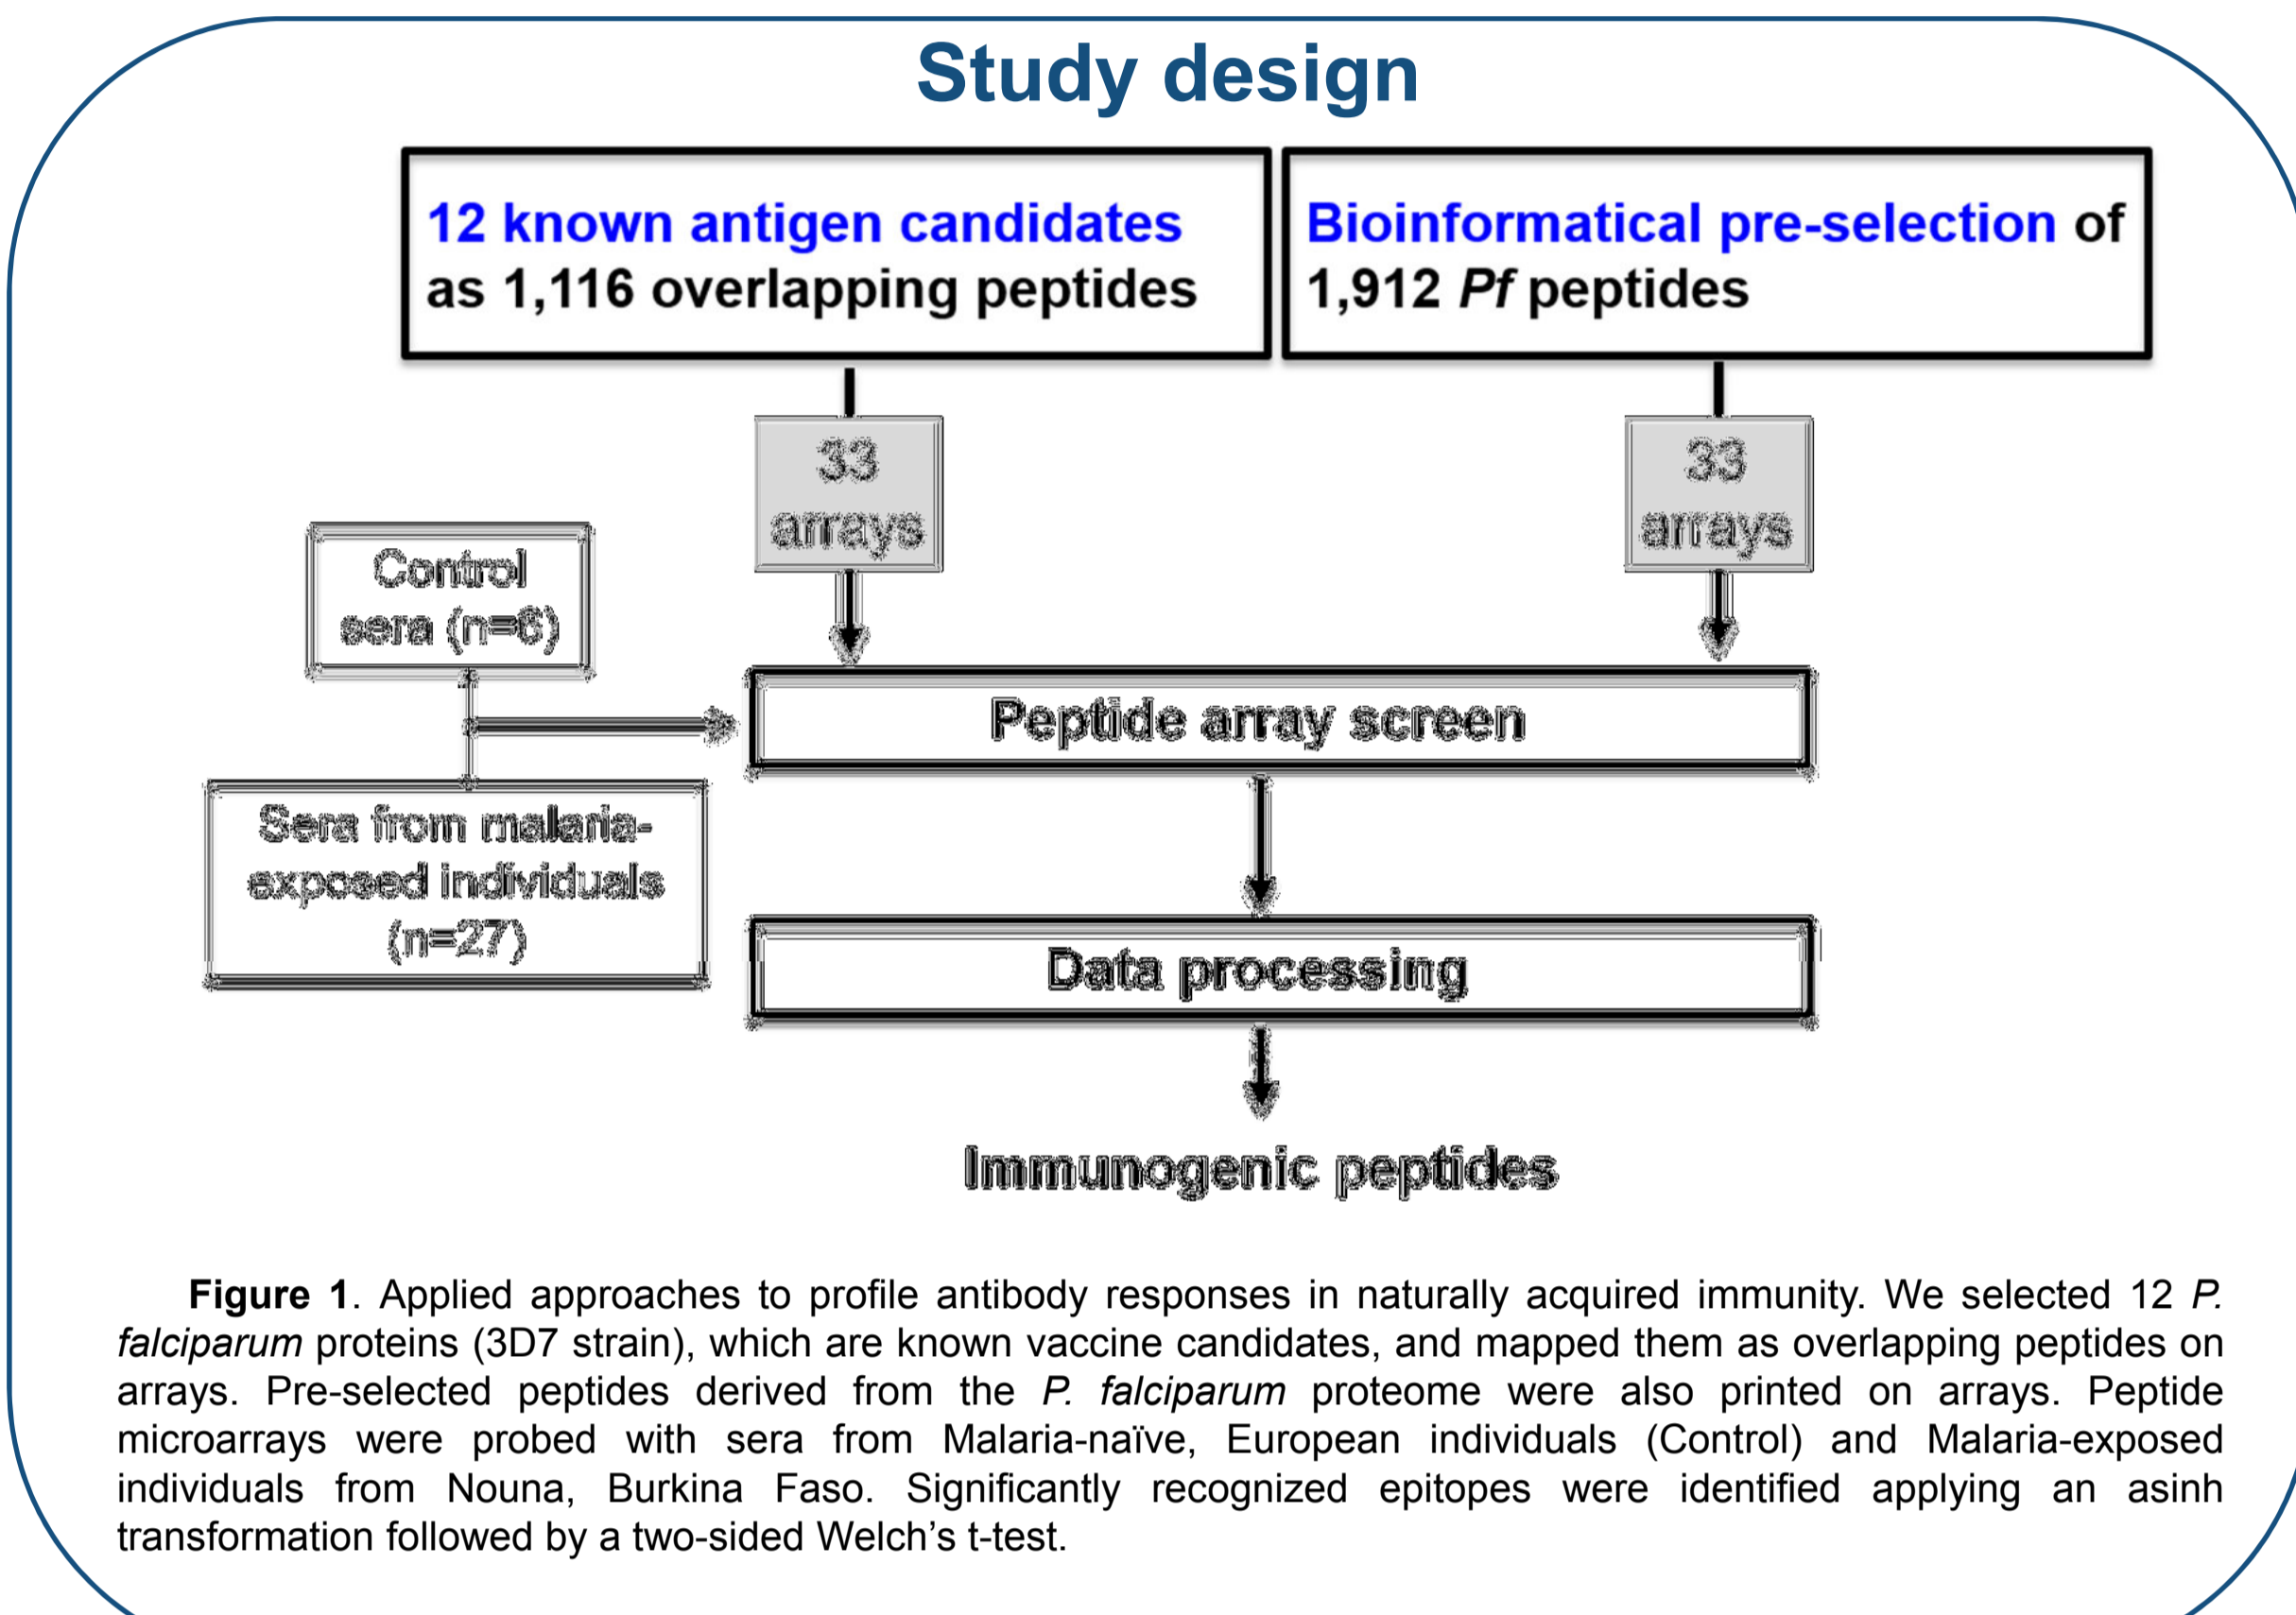 Study design
12 known antigen candidates
as 1,116 overlapping peptides
Bioinformatical pre-selection of
1,912 Pf peptides
33
arrays
33
arrays
Control
sera (n=6)
Peptide array screen
Sera from malaria-
exposed individuals
(n=27)
Data processing
Immunogenic peptides
Figure 1. Applied approaches to profile antibody responses in naturally acquired immunity. We selected 12 P.
falciparum proteins (3D7 strain), which are known vaccine candidates, and mapped them as overlapping peptides on
arrays. Pre-selected peptides derived from the P. falciparum proteome were also printed on arrays. Peptide
microarrays were probed with sera from Malaria-naïve, European individuals (Control) and Malaria-exposed
individuals from Nouna, Burkina Faso. Significantly recognized epitopes were identified applying an asinh
transformation followed by a two-sided Welch's t-test.